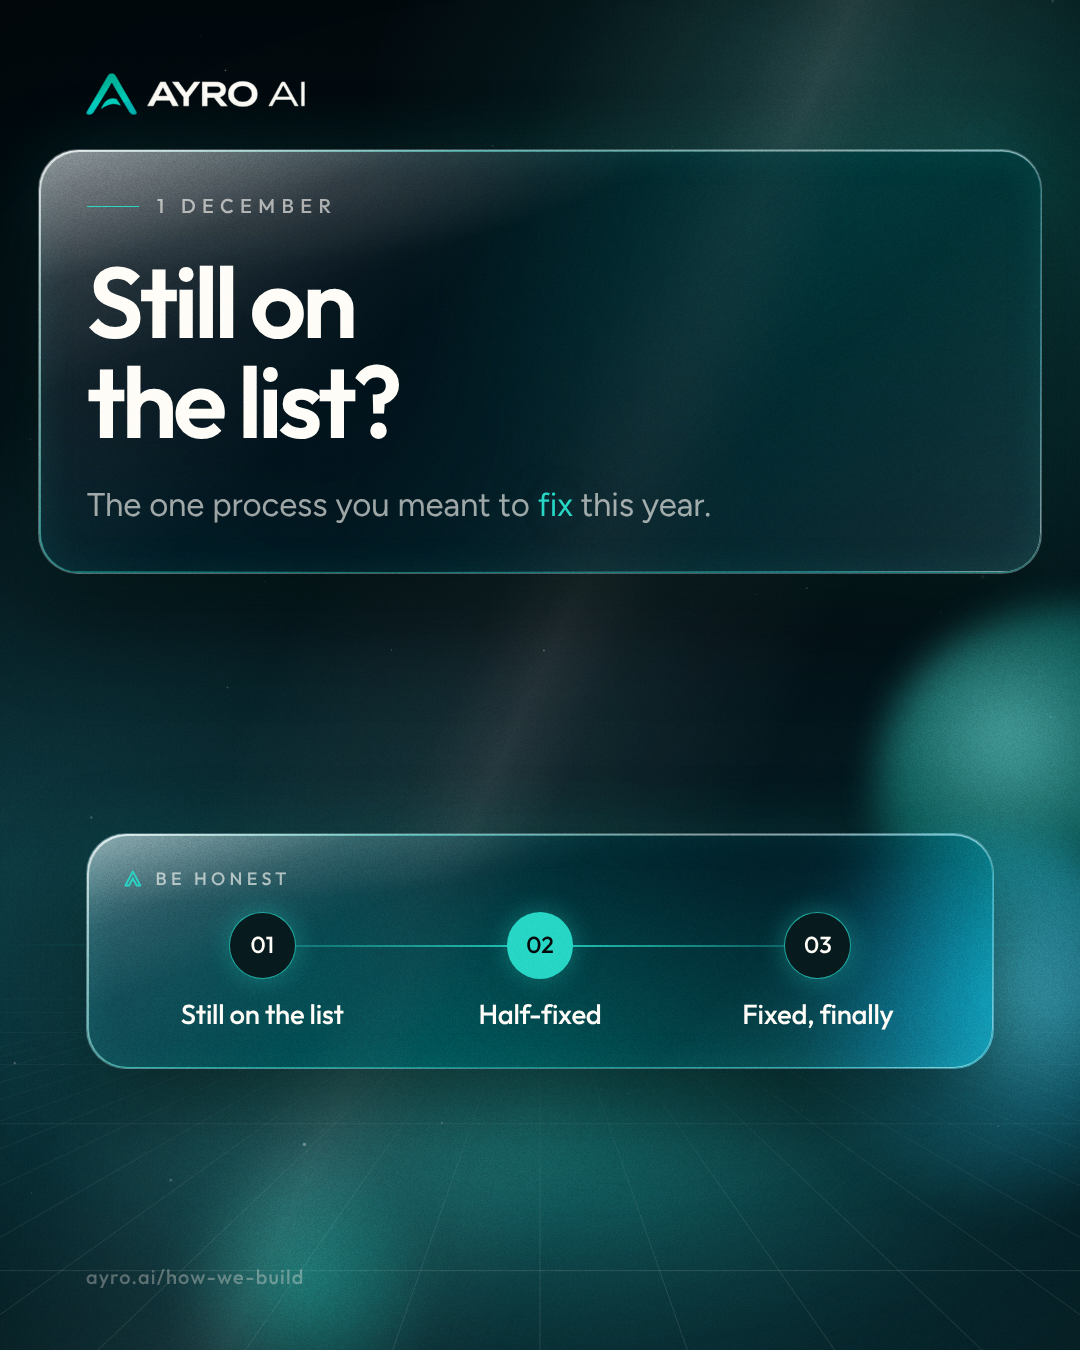 AYRO AI
1 DECEMBER
Still on
the list?
The one process you meant to fix this year.
BE HONEST
01 02 03
Still on the list Half-fixed Fixed, finally
ayro.ai/how-we-build